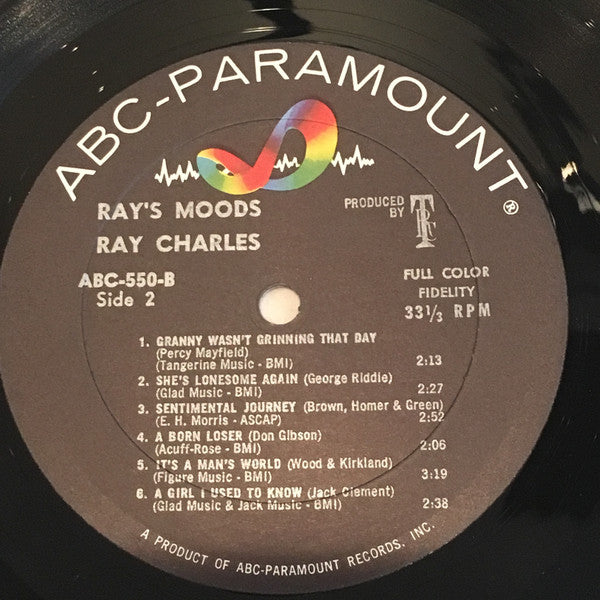 ABC-PARAMOUNT®
RAY'S MOODS
RAY CHARLES
PRODUCED BY TRC
ABC-550-B
Side 2
FULL COLOR
FIDELITY
33 1/3 RPM
1. GRANNY WASN'T GRINNING THAT DAY
(Percy Mayfield)
(Tangerine Music - BMI) 2:13
2. SHE'S LONESOME AGAIN (George Riddle)
(Glad Music - BMI) 2:27
3. SENTIMENTAL JOURNEY (Brown, Homer & Green)
(E. H. Morris - ASCAP) 2:52
4. A BORN LOSER (Don Gibson)
(Acuff-Rose - BMI) 2:06
5. IT'S A MAN'S WORLD (Wood & Kirkland)
(Figure Music - BMI) 3:19
6. A GIRL I USED TO KNOW (Jack Clement)
(Glad Music & Jack Music - BMI) 2:38
A PRODUCT OF ABC-PARAMOUNT RECORDS, INC.